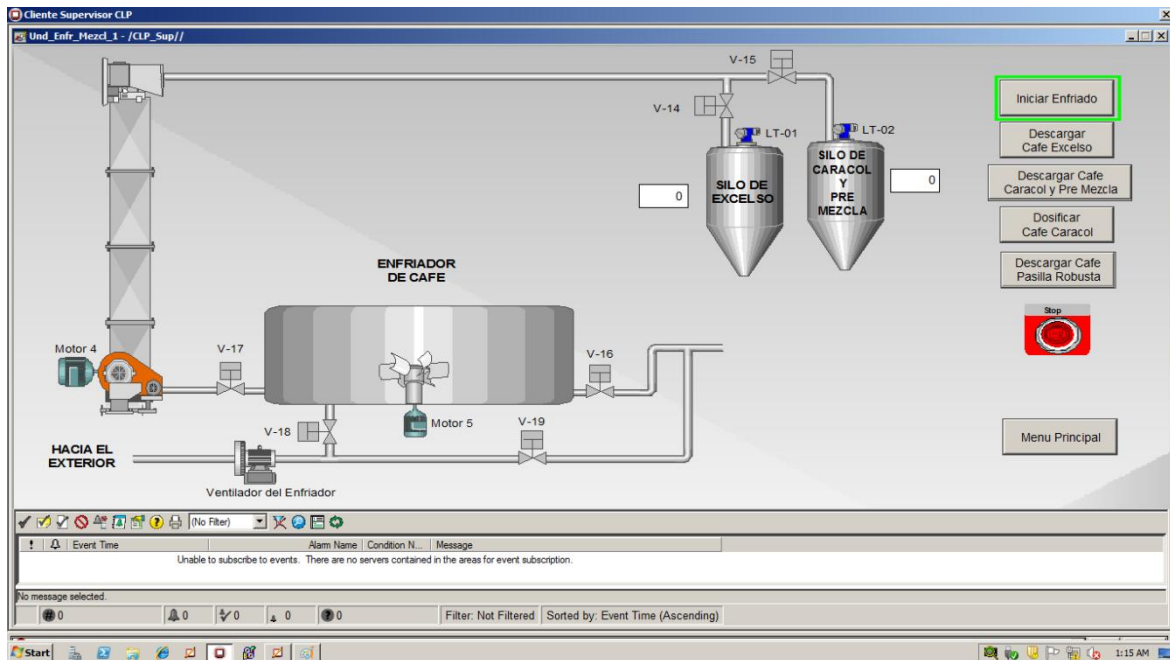 Cliente Supervisor CLP
Und_Enfr_Mezcl_1 - /CLP_Sup//
V-15
V-14
LT-01
LT-02
Iniciar Enfriado
Descargar
Cafe Excelso
SILO DE
EXCELSO
0
SILO DE
CARACOL
Y
PRE
MEZCLA
0
Descargar Cafe
Caracol y Pre Mezcla
Dosificar
Cafe Caracol
Descargar Cafe
Pasilla Robusta
ENFRIADOR
DE CAFE
Stop
Motor 4
V-17
V-16
V-18
Motor 5
V-19
HACIA EL
EXTERIOR
Ventilador del Enfriador
Menu Principal
(No Filter)
! Event Time Alarm Name Condition N... Message
Unable to subscribe to events. There are no servers contained in the areas for event subscription.
No message selected.
0 0 0 0 0 Filter: Not Filtered Sorted by: Event Time (Ascending)
Start 1:15 AM